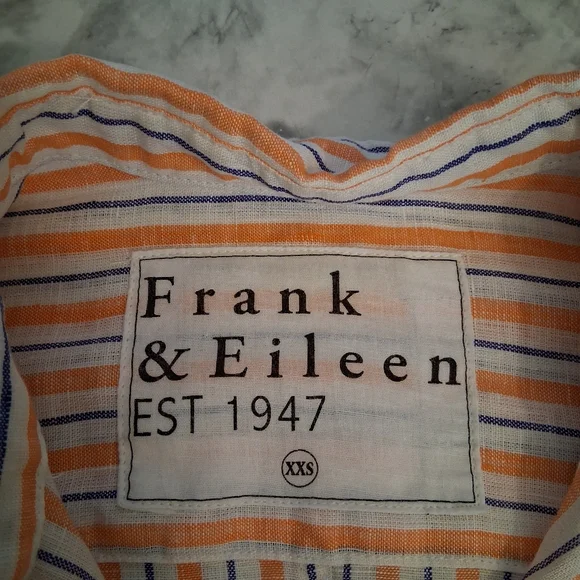 Frank
& Eileen
EST 1947
XXS